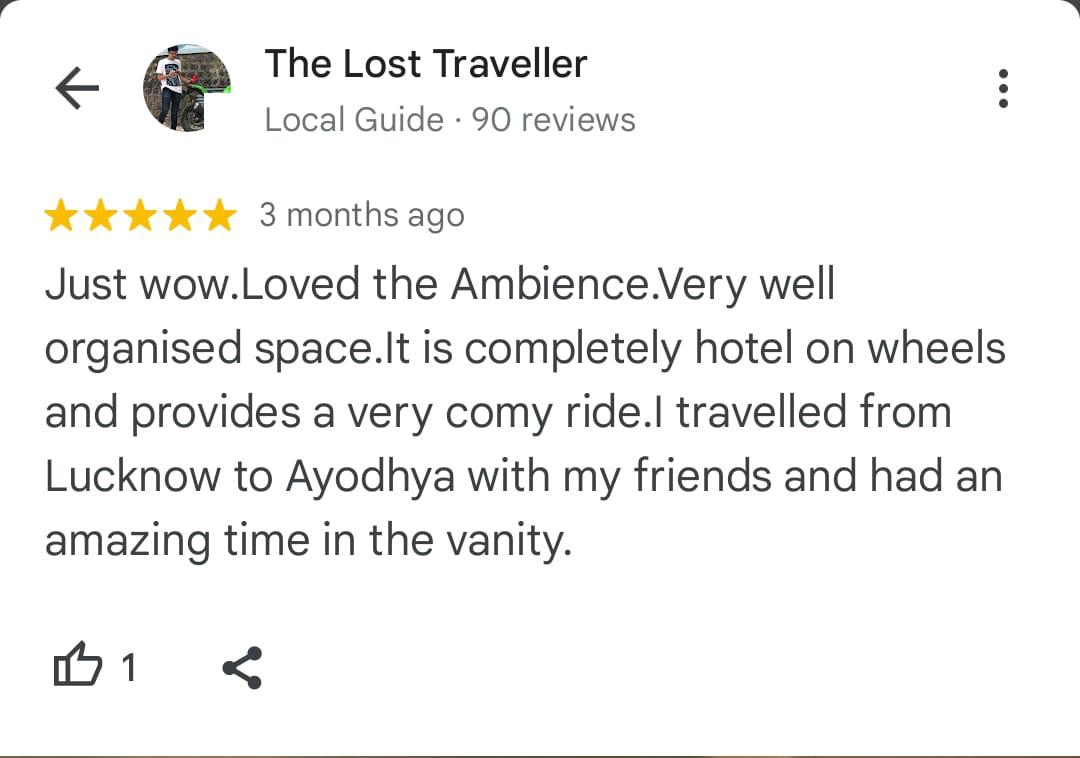 The Lost Traveller
Local Guide · 90 reviews
3 months ago
Just wow.Loved the Ambience.Very well
organised space.It is completely hotel on wheels
and provides a very comy ride.I travelled from
Lucknow to Ayodhya with my friends and had an
amazing time in the vanity.
1